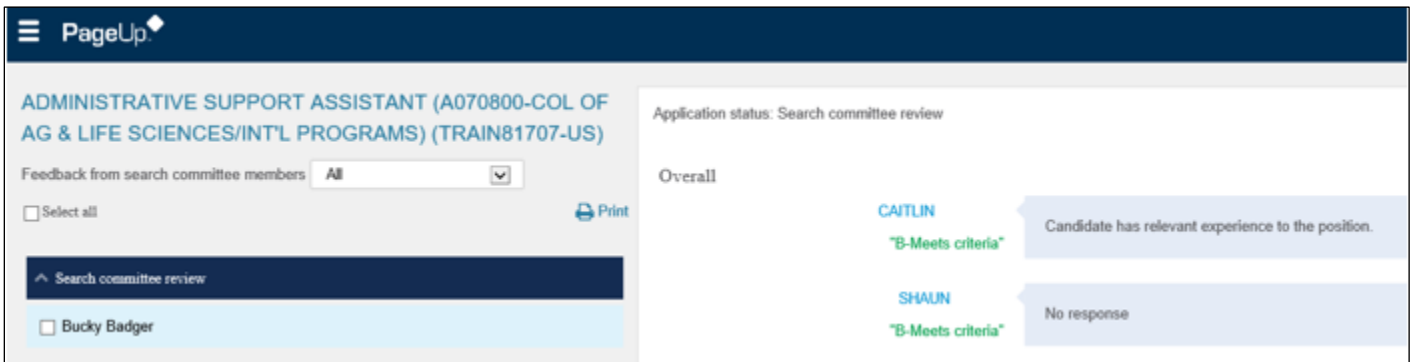 PageUp.
ADMINISTRATIVE SUPPORT ASSISTANT (A070800-COL OF
AG & LIFE SCIENCES/INT'L PROGRAMS) (TRAIN81707-US)
Feedback from search committee members All
Select all
Print
Search committee review
Bucky Badger
Application status: Search committee review
Overall
CAITLIN
"B-Meets criteria"
Candidate has relevant experience to the position.
SHAUN
"B-Meets criteria"
No response